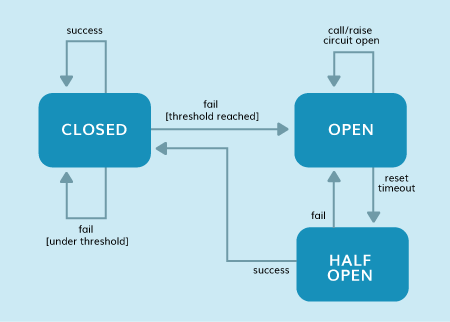 success
call/raise
circuit open
fail
[threshold reached]
CLOSED
OPEN
reset
timeout
fail
fail
[under threshold]
HALF
OPEN
success